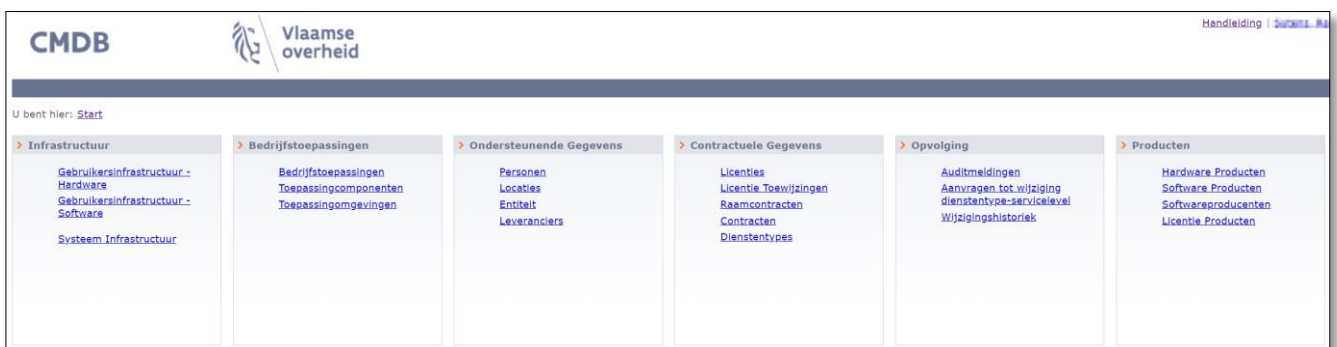 CMDB
Vlaamse
overheid
Handleiding |
U bent hier: Start
Infrastructuur
Gebruikersinfrastructuur -
Hardware
Gebruikersinfrastructuur -
Software
Systeem Infrastructuur
Bedrijfstoepassingen
Bedrijfstoepassingen
Toepassingcomponenten
Toepassingomgevingen
Ondersteunende Gegevens
Personen
Locaties
Entiteit
Leveranciers
Contractuele Gegevens
Licenties
Licentie Toewijzingen
Raamcontracten
Contracten
Dienstentypes
Opvolging
Auditmeldingen
Aanvragen tot wijziging
dienstentype-servicelevel
Wijzigingshistoriek
Producten
Hardware Producten
Software Producten
Softwareproducenten
Licentie Producten